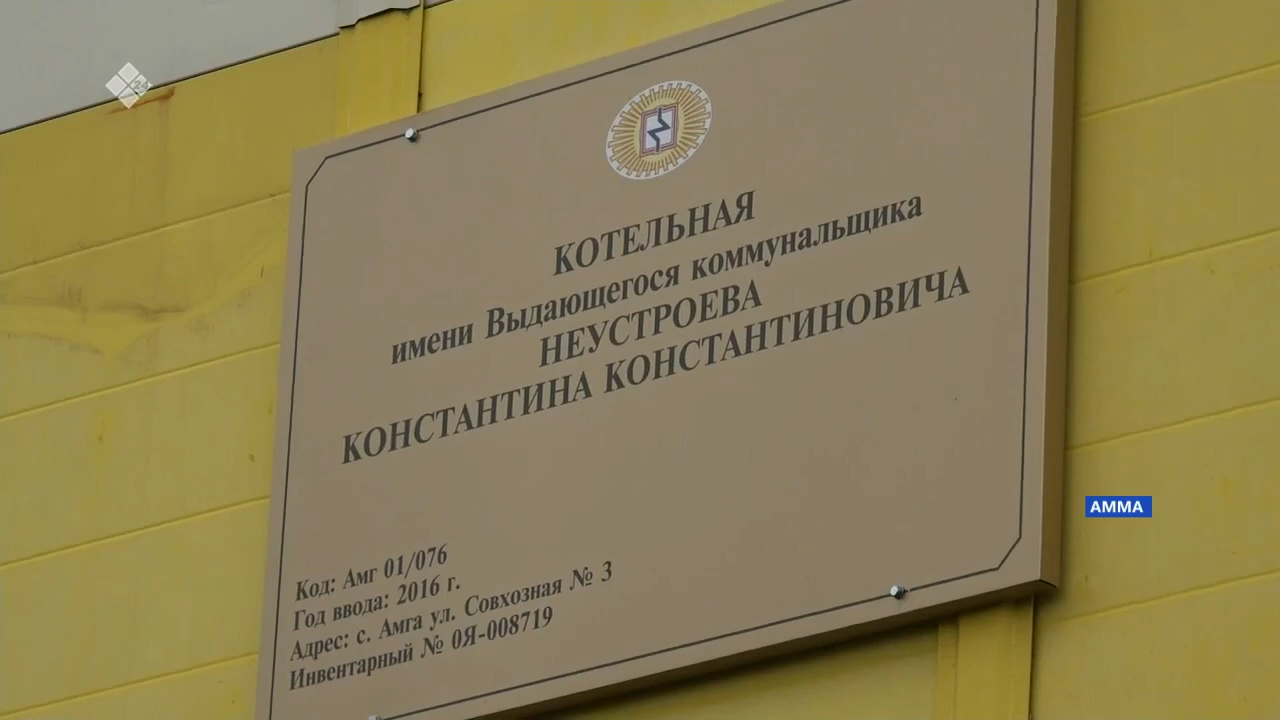 24
КОТЕЛЬНАЯ
имени Выдающегося коммунальщика
НЕУСТРОЕВА
КОНСТАНТИНА КОНСТАНТИНОВИЧА
АММА
Код: Амг 01/076
Год ввода: 2016 г.
Адрес: с. Амга ул. Совхозная № 3
Инвентарный № 0Я-008719